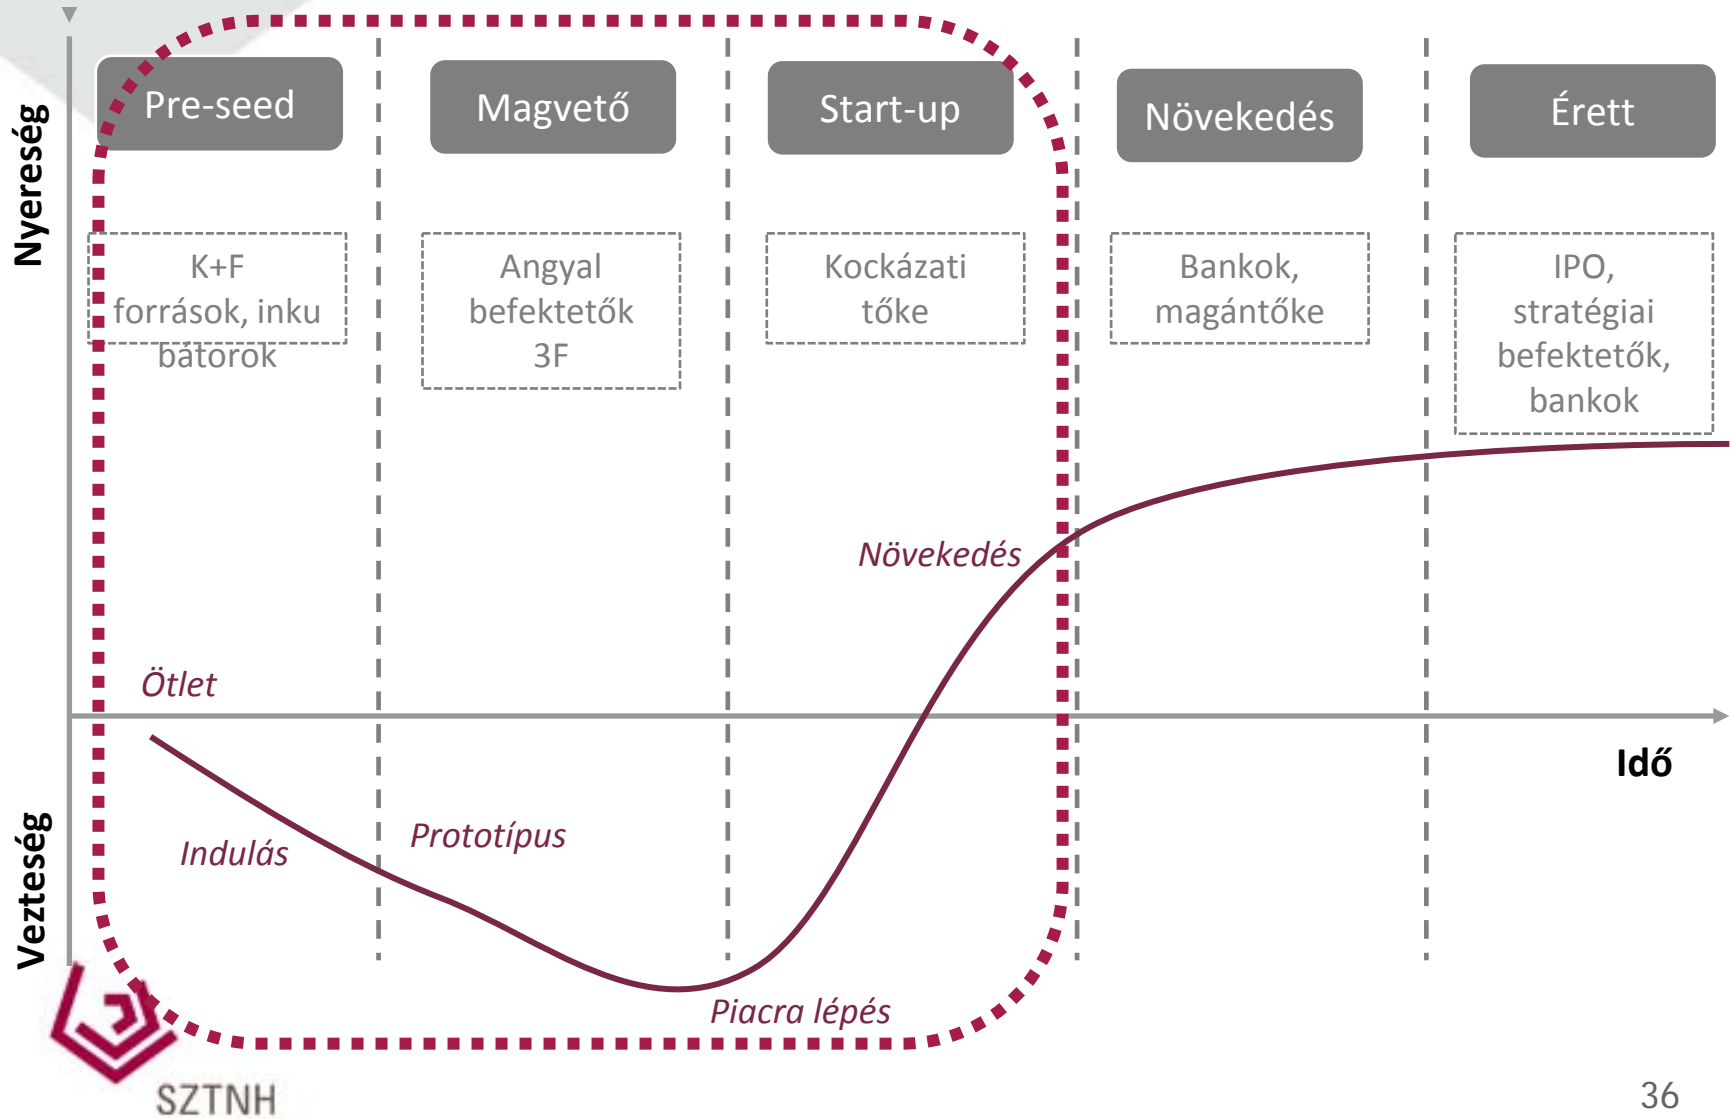 Pre-seed
Magvető
Start-up
Növekedés
Érett
Nyereség
K+F
források, inku
bátorok
Angyal
befektetők
3F
Kockázati
tőke
Bankok,
magántőke
IPO,
stratégiai
befektetők,
bankok
Növekedés
Ötlet
Idő
Indulás
Prototípus
Vezteség
Piacra lépés
SZTNH
36